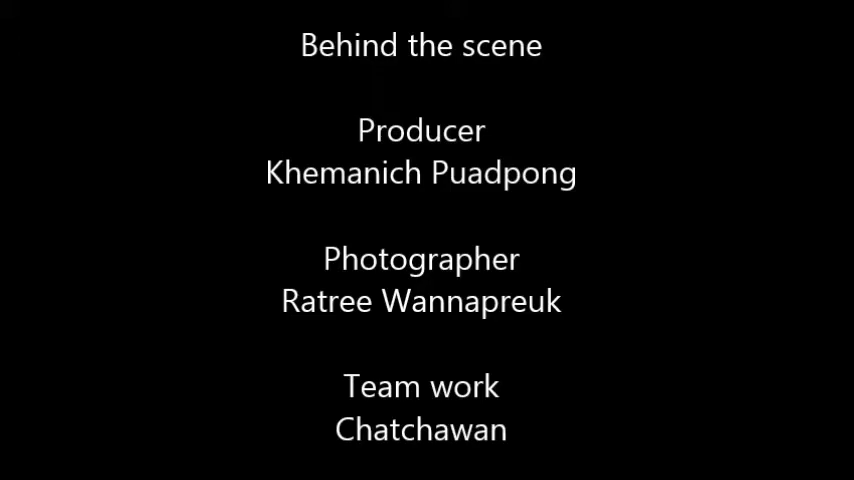 Behind the scene
Producer
Khemanich Puadpong
Photographer
Ratree Wannapreuk
Team work
Chatchawan